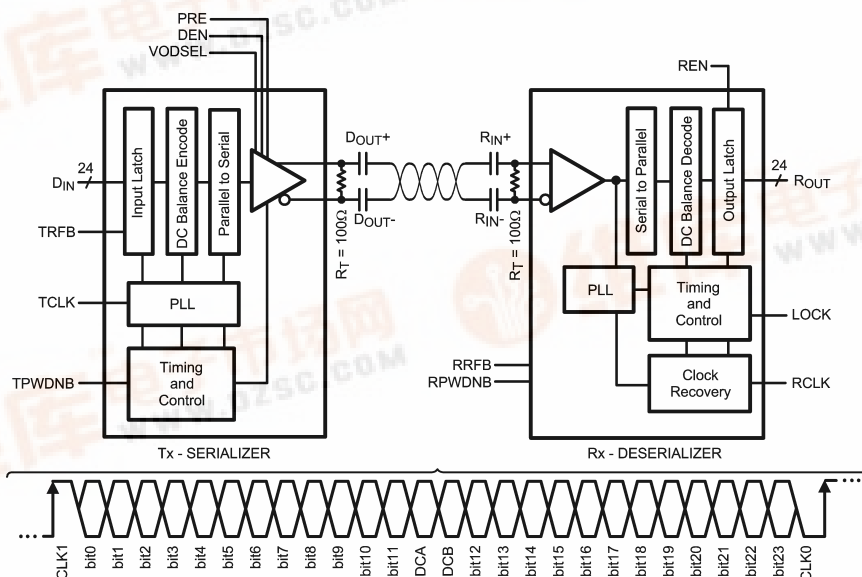 PRE
DEN
VODSEL
REN
Input Latch
DC Balance Encode
Parallel to Serial
DOUT+
RIN+
Serial to Parallel
DC Balance Decode
Output Latch
24
DIN
24
ROUT
DOUT-
RIN-
RT = 100Ω
RT = 100Ω
TRFB
TCLK
PLL
PLL
Timing
and
Control
LOCK
TPWDNB
Timing
and
Control
RRFB
RPWDNB
Clock
Recovery
RCLK
Tx - SERIALIZER
Rx - DESERIALIZER
CLK1
bit0
bit1
bit2
bit3
bit4
bit5
bit6
bit7
bit8
bit9
bit10
bit11
DCA
DCB
bit12
bit13
bit14
bit15
bit16
bit17
bit18
bit19
bit20
bit21
bit22
bit23
CLK0